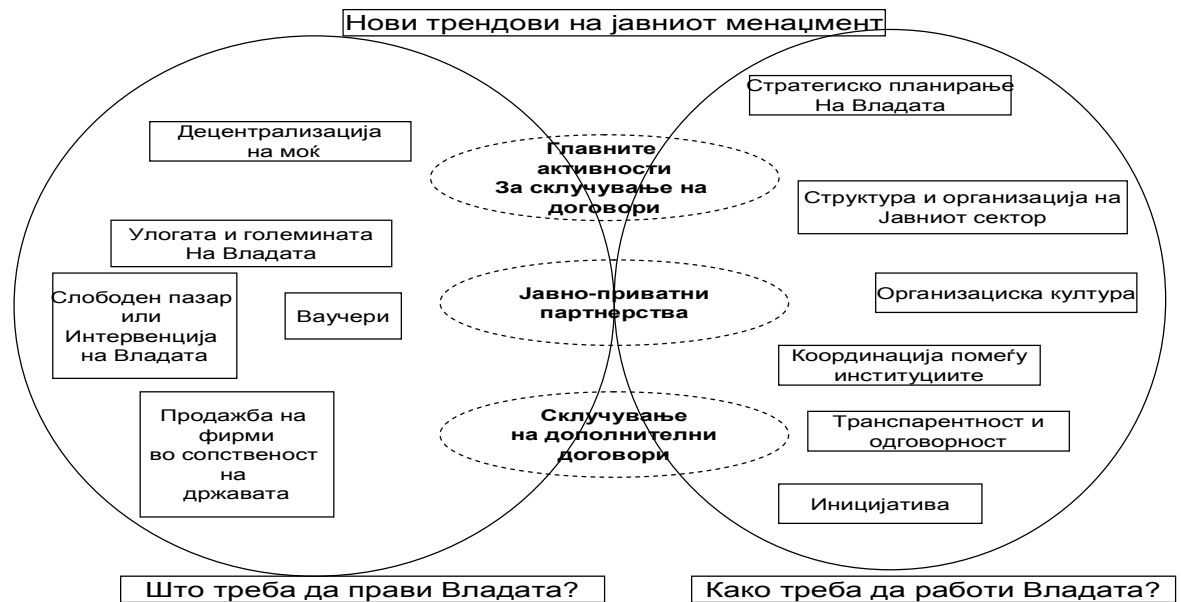 Нови трендови на јавниот менаџмент
Децентрализација
на моќ
Улогата и големината
На Владата
Слободен пазар
или
Интервенција
на Владата
Ваучери
Продажба на
фирми
во сопственост
на
државата
Главните
активности
За склучување на
договори
Јавно-приватни
партнерства
Склучување
на дополнителни
договори
Стратегиско планирање
На Владата
Структура и организација на
Јавниот сектор
Организациска култура
Координација помеѓу
институциите
Транспарентност и
одговорност
Иницијатива
Што треба да прави Владата?
Како треба да работи Владата?